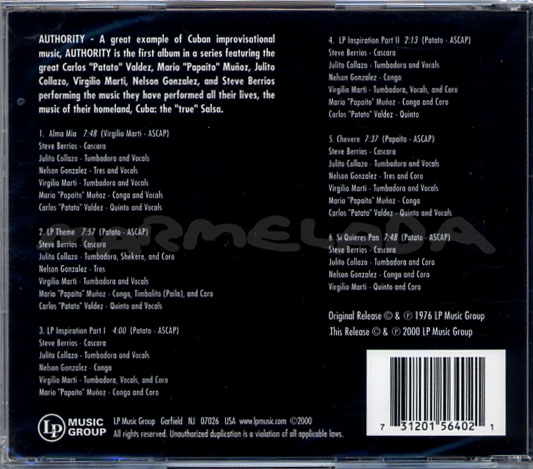 AUTHORITY - A great example of Cuban improvisational
music, AUTHORITY is the first album in a series featuring the
great Carlos "Patato" Valdez, Mario "Papaito" Muñoz, Julito
Collazo, Virgilio Marti, Nelson Gonzalez, and Steve Berrios
performing the music they have performed all their lives, the
music of their homeland, Cuba: the "true" Salsa.
1. Alma Mia 7:48 (Virgilio Marti - ASCAP)
Steve Berrios - Cascara
Julito Collazo - Tumbadora and Vocals
Nelson Gonzalez - Tres and Vocals
Virgilio Marti - Tumbadora and Vocals
Mario "Papaito" Muñoz - Conga and Vocals
Carlos "Patato" Valdez - Quinto and Vocals
2. LP Theme 7:57 (Patato - ASCAP)
Steve Berrios - Cascara
Julito Collazo - Tumbadora, Shekere, and Coro
Nelson Gonzalez - Tres
Virgilio Marti - Tumbadora and Vocals
Mario "Papaito" Muñoz - Conga, Timbalito (Paila), and Coro
Carlos "Patato" Valdez - Quinto and Vocals
3. LP Inspiration Part I 4:00 (Patato - ASCAP)
Steve Berrios - Cascara
Julito Collazo - Tumbadora and Vocals
Nelson Gonzalez - Conga
Virgilio Marti - Tumbadora, Vocals, and Coro
Mario "Papaito" Muñoz - Conga and Coro
4. LP Inspiration Part II 2:13 (Patato - ASCAP)
Steve Berrios - Cascara
Julito Collazo - Tumbadora and Vocals
Nelson Gonzalez - Conga
Virgilio Marti - Tumbadora, Vocals, and Coro
Mario "Papaito" Muñoz - Conga and Coro
Carlos "Patato" Valdez - Quinto
5. Chevere 7:37 (Papaito - ASCAP)
Steve Berrios - Cascara
Julito Collazo - Tumbadora and Vocals
Nelson Gonzalez - Tres and Coro
Virgilio Marti - Tumbadora and Vocals
Mario "Papaito" Muñoz - Conga
Carlos "Patato" Valdez - Quinto and Vocals
6. Si Quieres Pan 7:48 (Patato - ASCAP)
Steve Berrios - Cascara
Julito Collazo - Tumbadora and Coro
Nelson Gonzalez - Conga and Coro
Virgilio Marti - Quinto and Coro
Original Release © & ℗ 1976 LP Music Group
This Release © & ℗ 2000 LP Music Group
7 31201 56402 1
LP MUSIC GROUP
LP Music Group Garfield NJ 07026 USA www.lpmusic.com ©2000
All rights reserved. Unauthorized duplication is a violation of all applicable laws.